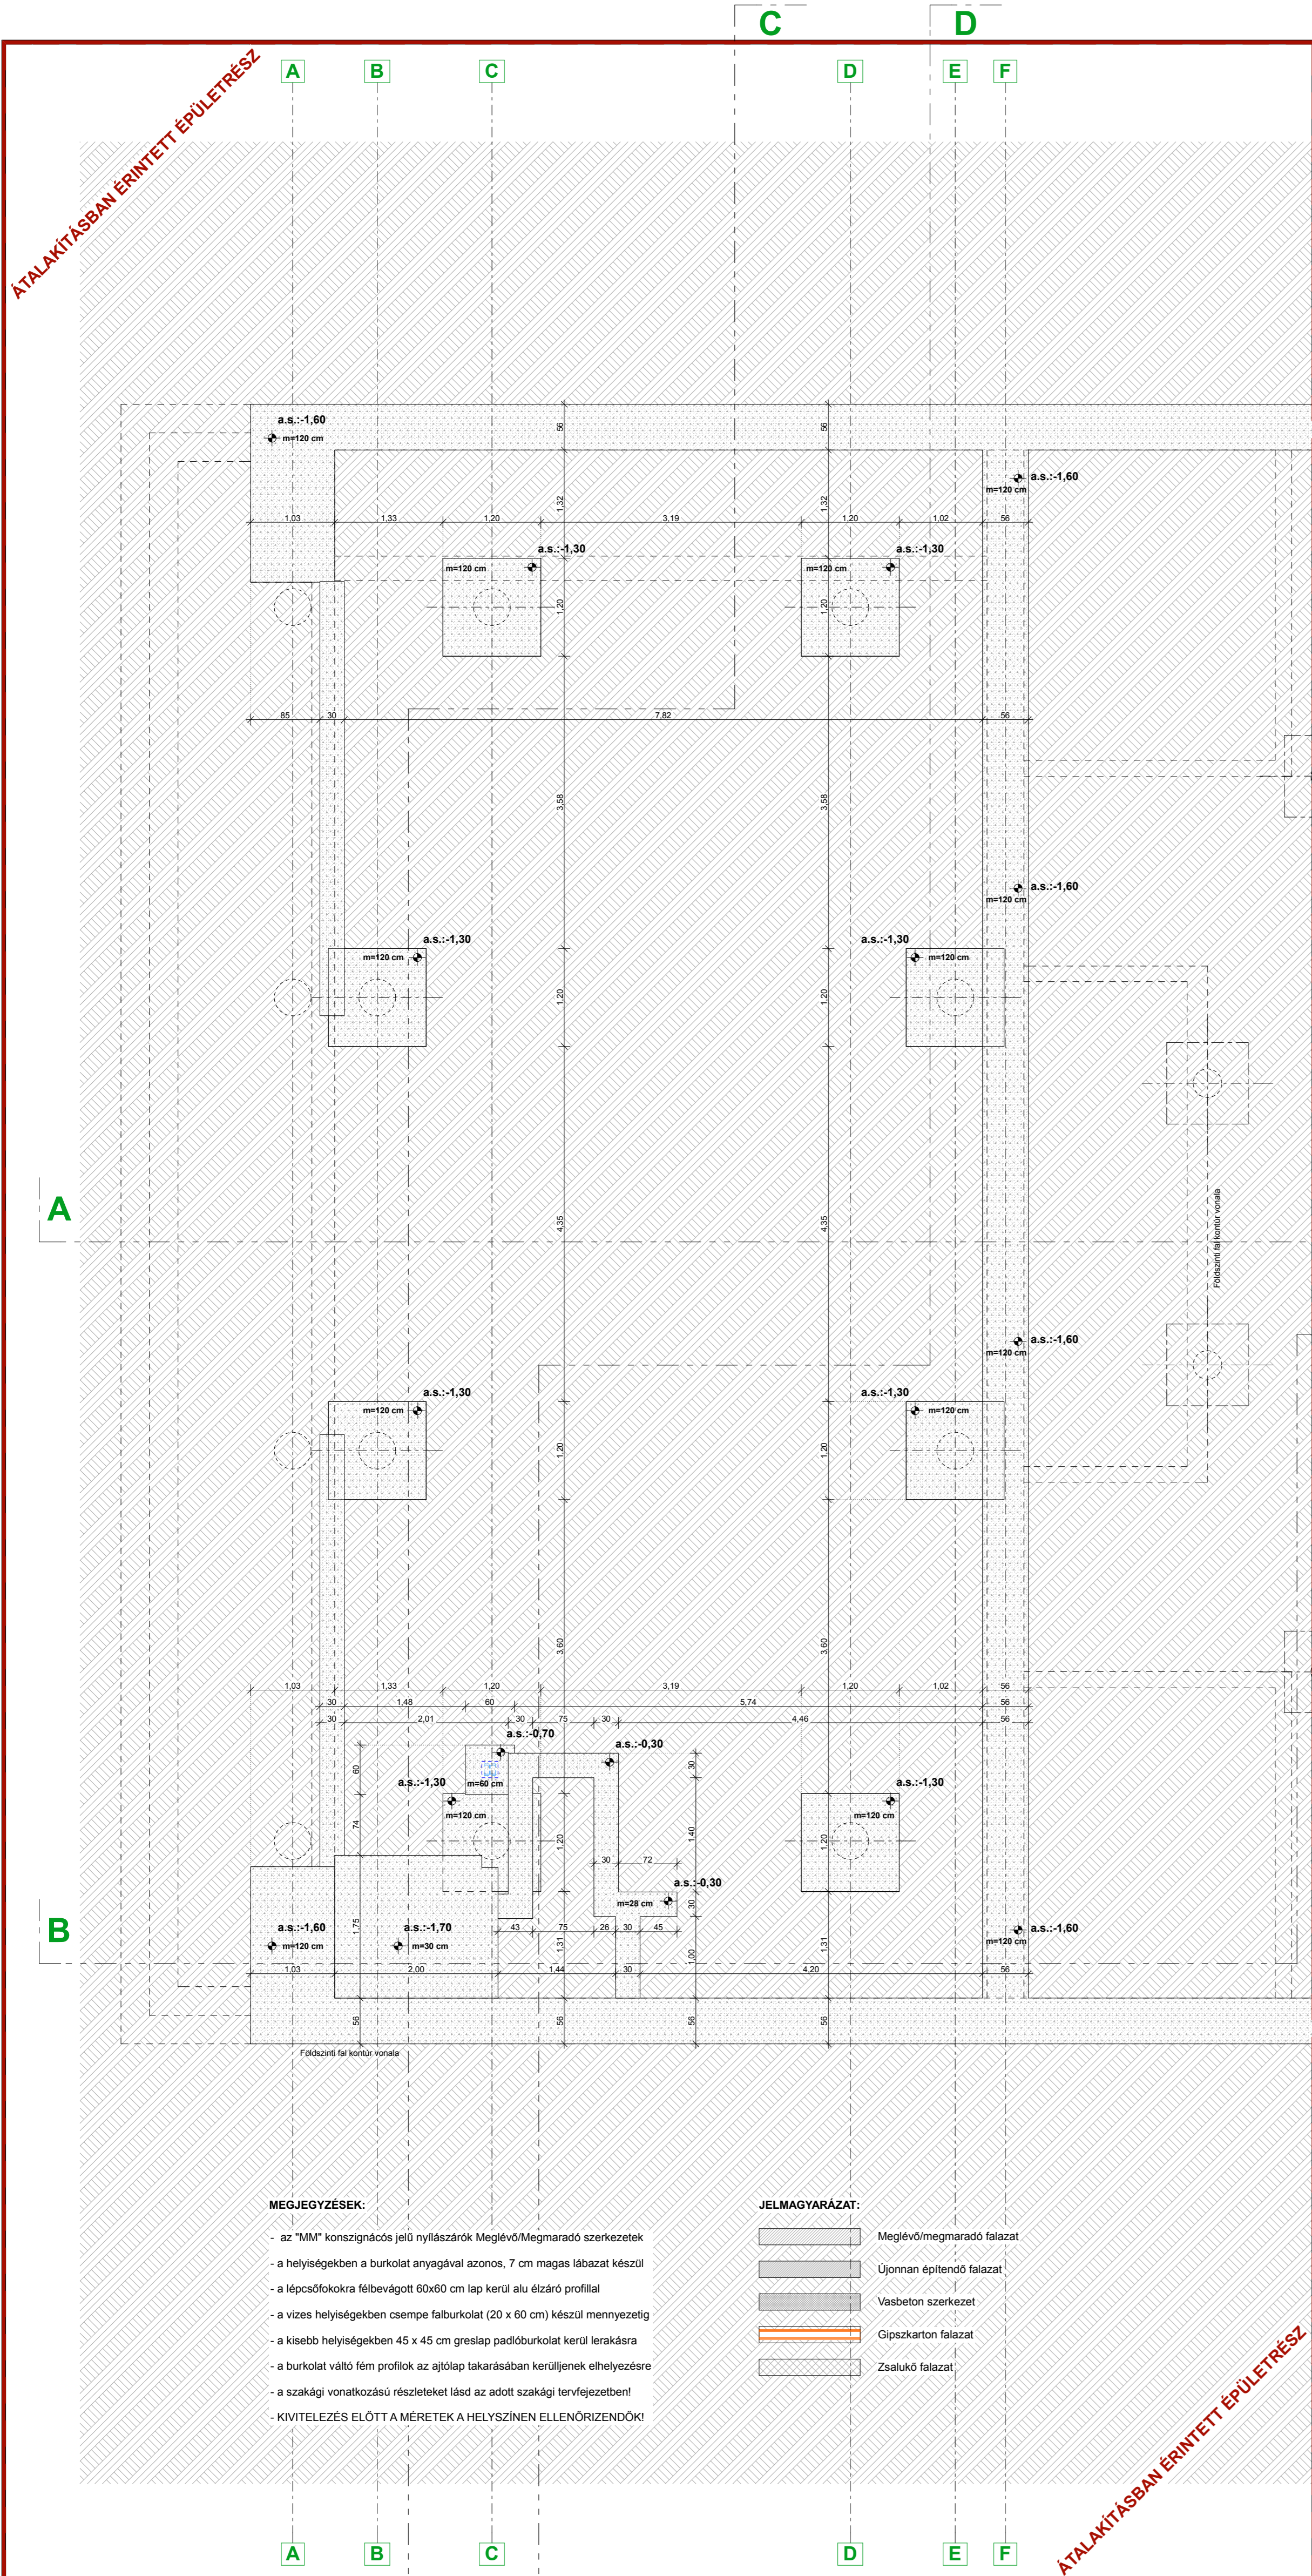 C
D
A
B
C
D
E
F
ÁTALAKÍTÁSBAN ÉRINTETT ÉPÜLETRÉSZ
a.s.:-1,60
m=120 cm
56
56
a.s.:-1,60
m=120 cm
1,32
1,32
1,03
1,33
1,20
3,19
1,20
1,02
56
a.s.:-1,30
m=120 cm
a.s.:-1,30
m=120 cm
1,20
1,20
85
30
7,82
56
3,58
3,58
a.s.:-1,60
m=120 cm
a.s.:-1,30
m=120 cm
a.s.:-1,30
m=120 cm
1,20
1,20
A
4,35
4,35
Földszinti fal kontúr vonala
a.s.:-1,60
m=120 cm
a.s.:-1,30
m=120 cm
a.s.:-1,30
m=120 cm
1,20
1,20
3,60
3,60
1,03
1,33
1,20
3,19
1,20
1,02
56
30
1,48
60
5,74
56
30
2,01
30
75
30
4,46
56
a.s.:-0,70
a.s.:-0,30
60
m=60 cm
30
a.s.:-1,30
m=120 cm
a.s.:-1,30
m=120 cm
74
1,20
1,40
1,20
30
72
a.s.:-0,30
m=28 cm
30
B
a.s.:-1,60
m=120 cm
1,75
a.s.:-1,70
m=30 cm
43
75
26
30
45
1,31
1,00
1,31
a.s.:-1,60
m=120 cm
1,03
2,00
1,44
30
4,20
56
56
56
56
56
Földszinti fal kontúr vonala
MEGJEGYZÉSEK:
- az "MM" konszignácós jelű nyílászárók Meglévő/Megmaradó szerkezetek
- a helyiségekben a burkolat anyagával azonos, 7 cm magas lábazat készül
- a lépcsőfokokra félbevágott 60x60 cm lap kerül alu élzáró profillal
- a vizes helyiségekben csempe falburkolat (20 x 60 cm) készül mennyezetig
- a kisebb helyiségekben 45 x 45 cm greslap padlóburkolat kerül lerakásra
- a burkolat váltó fém profilok az ajtólap takarásában kerülljenek elhelyezésre
- a szakági vonatkozású részleteket lásd az adott szakági tervfejezetben!
- KIVITELEZÉS ELŐTT A MÉRETEK A HELYSZÍNEN ELLENŐRIZENDŐK!
JELMAGYARÁZAT:
Meglévő/megmaradó falazat
Újonnan építendő falazat
Vasbeton szerkezet
Gipszkarton falazat
Zsalukő falazat
ÁTALAKÍTÁSBAN ÉRINTETT ÉPÜLETRÉSZ
A
B
C
D
E
F